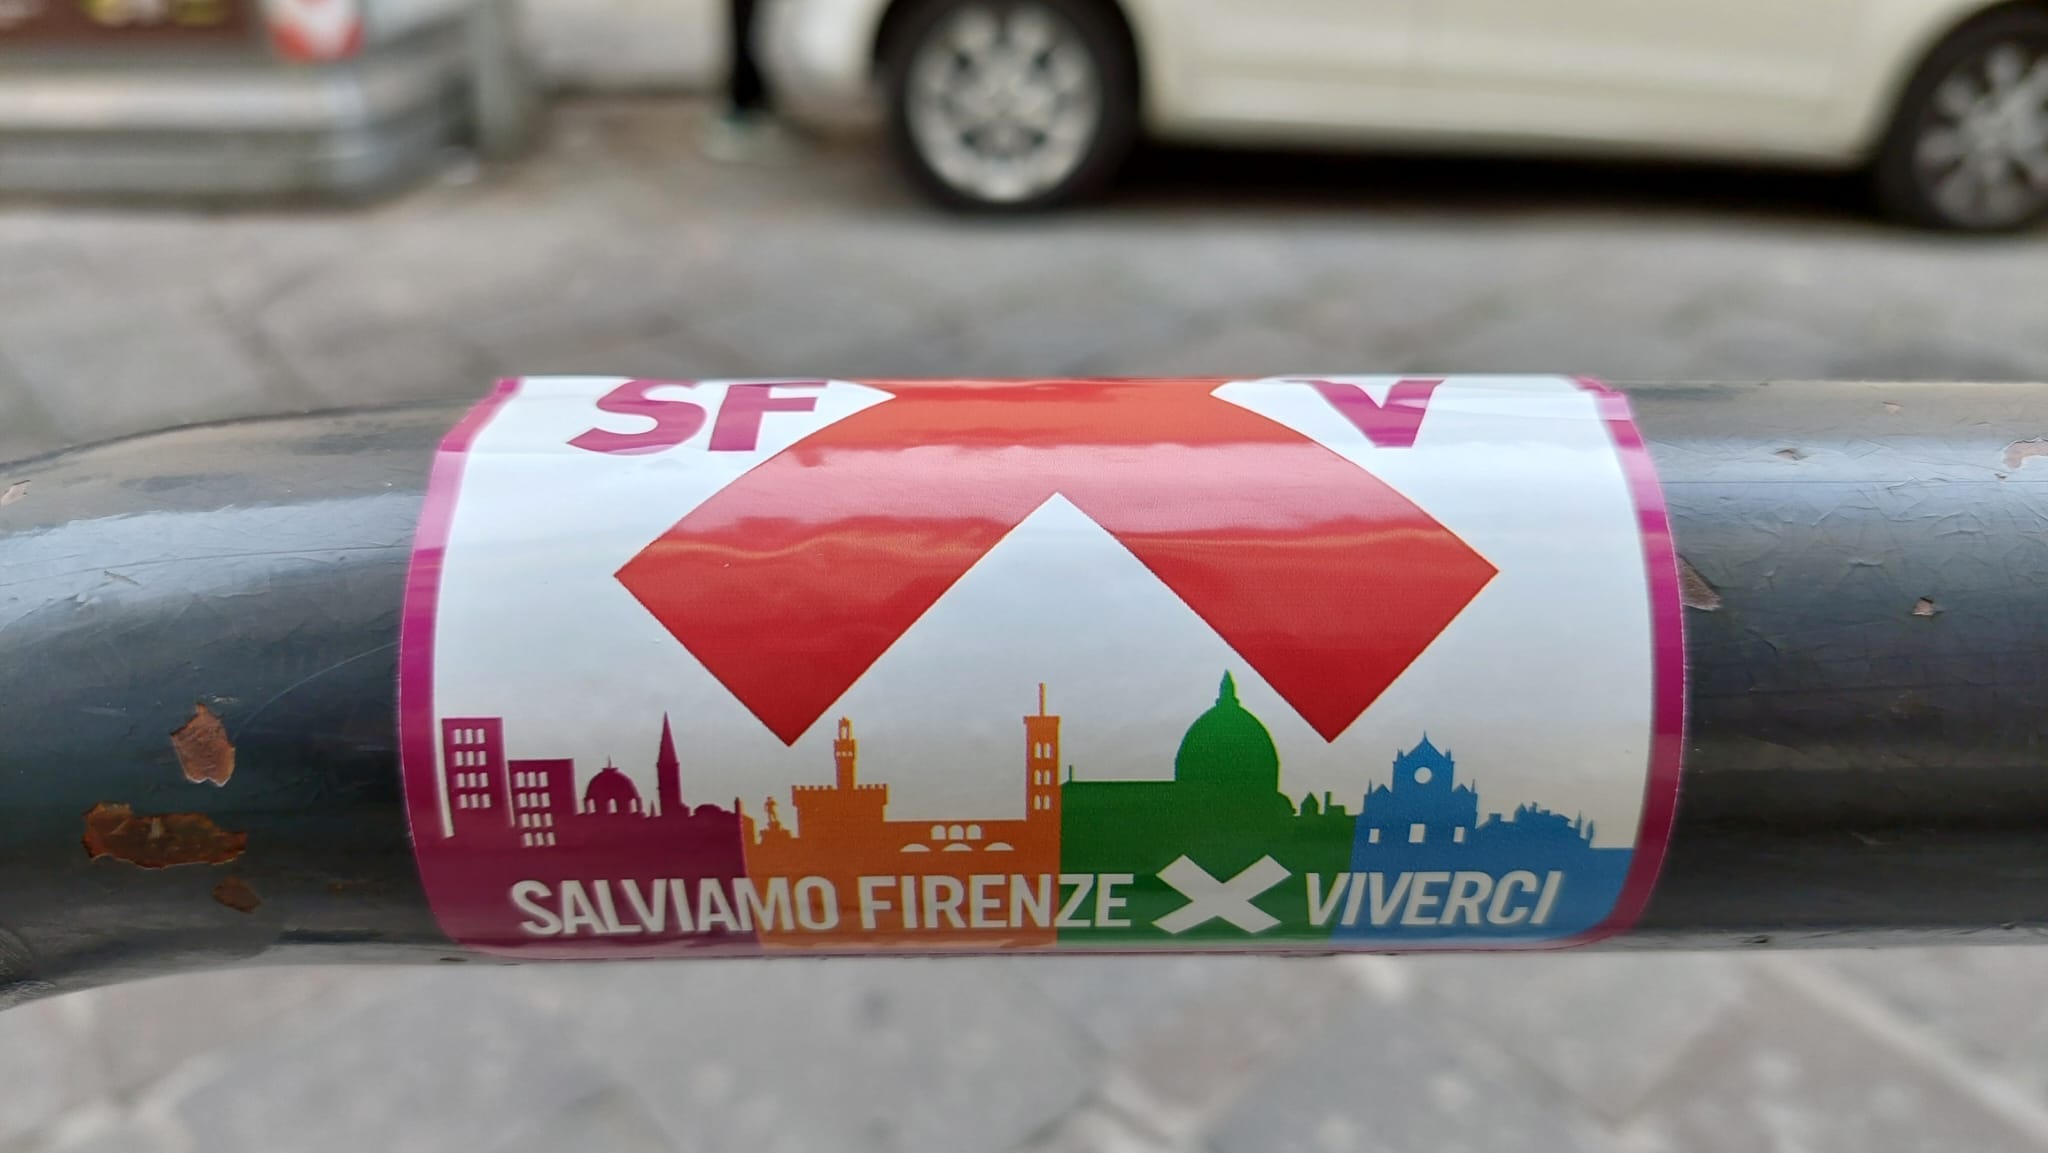 SF X V
SALVIAMO FIRENZE X VIVERCI